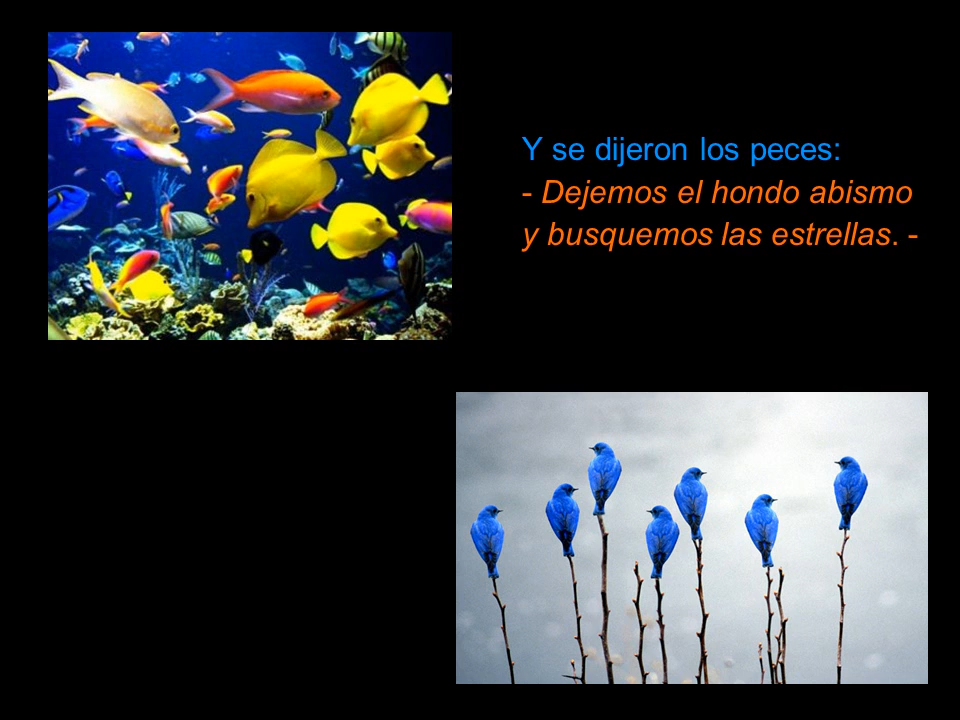 Y se dijeron los peces:
- Dejemos el hondo abismo
y busquemos las estrellas. -